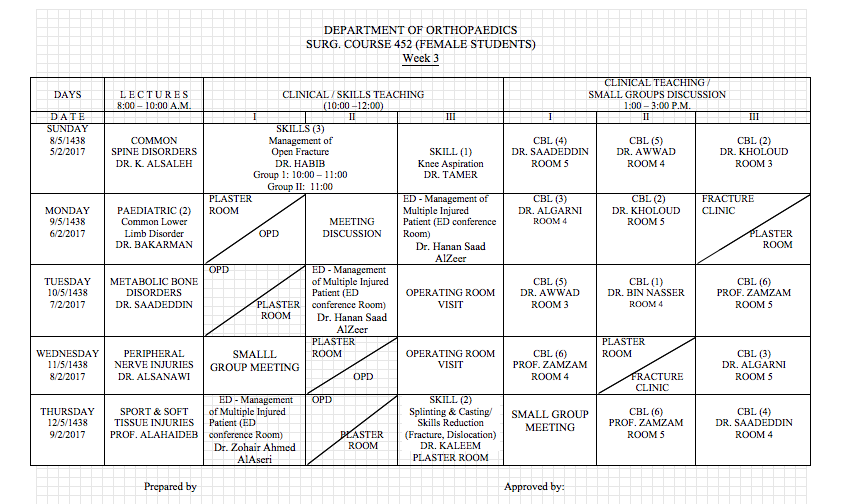 DEPARTMENT OF ORTHOPAEDICS
SURG. COURSE 452 (FEMALE STUDENTS)
Week 3
DAYS
LECTURES
8:00 – 10:00 A.M.
CLINICAL / SKILLS TEACHING
(10:00 –12:00)
CLINICAL TEACHING /
SMALL GROUPS DISCUSSION
1:00 – 3:00 P.M.
DATE
I
II
III
I
II
III
SUNDAY
8/5/1438
5/2/2017
COMMON
SPINE DISORDERS
DR. K. ALSALEH
SKILLS (3)
Management of
Open Fracture
DR. HABIB
Group 1: 10:00 – 11:00
Group II: 11:00
SKILL (1)
Knee Aspiration
DR. TAMER
CBL (4)
DR. SAADEDDIN
ROOM 5
CBL (5)
DR. AWWAD
ROOM 4
CBL (2)
DR. KHOLOUD
ROOM 3
MONDAY
9/5/1438
6/2/2017
PAEDIATRIC (2)
Common Lower
Limb Disorder
DR. BAKARMAN
PLASTER
ROOM
OPD
MEETING
DISCUSSION
ED - Management of
Multiple Injured
Patient (ED conference
Room)
Dr. Hanan Saad
AlZeer
CBL (3)
DR. ALGARNI
ROOM 4
CBL (2)
DR. KHOLOUD
ROOM 5
FRACTURE
CLINIC
PLASTER
ROOM
TUESDAY
10/5/1438
7/2/2017
METABOLIC BONE
DISORDERS
DR. SAADEDDIN
OPD
PLASTER
ROOM
ED - Management
of Multiple Injured
Patient (ED
conference Room)
Dr. Hanan Saad
AlZeer
OPERATING ROOM
VISIT
CBL (5)
DR. AWWAD
ROOM 3
CBL (1)
DR. BIN NASSER
ROOM 4
CBL (6)
PROF. ZAMZAM
ROOM 5
WEDNESDAY
11/5/1438
8/2/2017
PERIPHERAL
NERVE INJURIES
DR. ALSANAWI
SMALLL
GROUP MEETING
PLASTER
ROOM
OPD
OPERATING ROOM
VISIT
CBL (6)
PROF. ZAMZAM
ROOM 4
PLASTER
ROOM
FRACTURE
CLINIC
CBL (3)
DR. ALGARNI
ROOM 5
THURSDAY
12/5/1438
9/2/2017
SPORT & SOFT
TISSUE INJURIES
PROF. ALAHAIDEB
ED - Management
of Multiple Injured
Patient (ED
conference Room)
Dr. Zohair Ahmed
AlAseri
OPD
PLASTER
ROOM
SKILL (2)
Splinting & Casting/
Skills Reduction
(Fracture, Dislocation)
DR. KALEEM
PLASTER ROOM
SMALL GROUP
MEETING
CBL (6)
PROF. ZAMZAM
ROOM 5
CBL (4)
DR. SAADEDDIN
ROOM 4
Prepared by
Approved by: